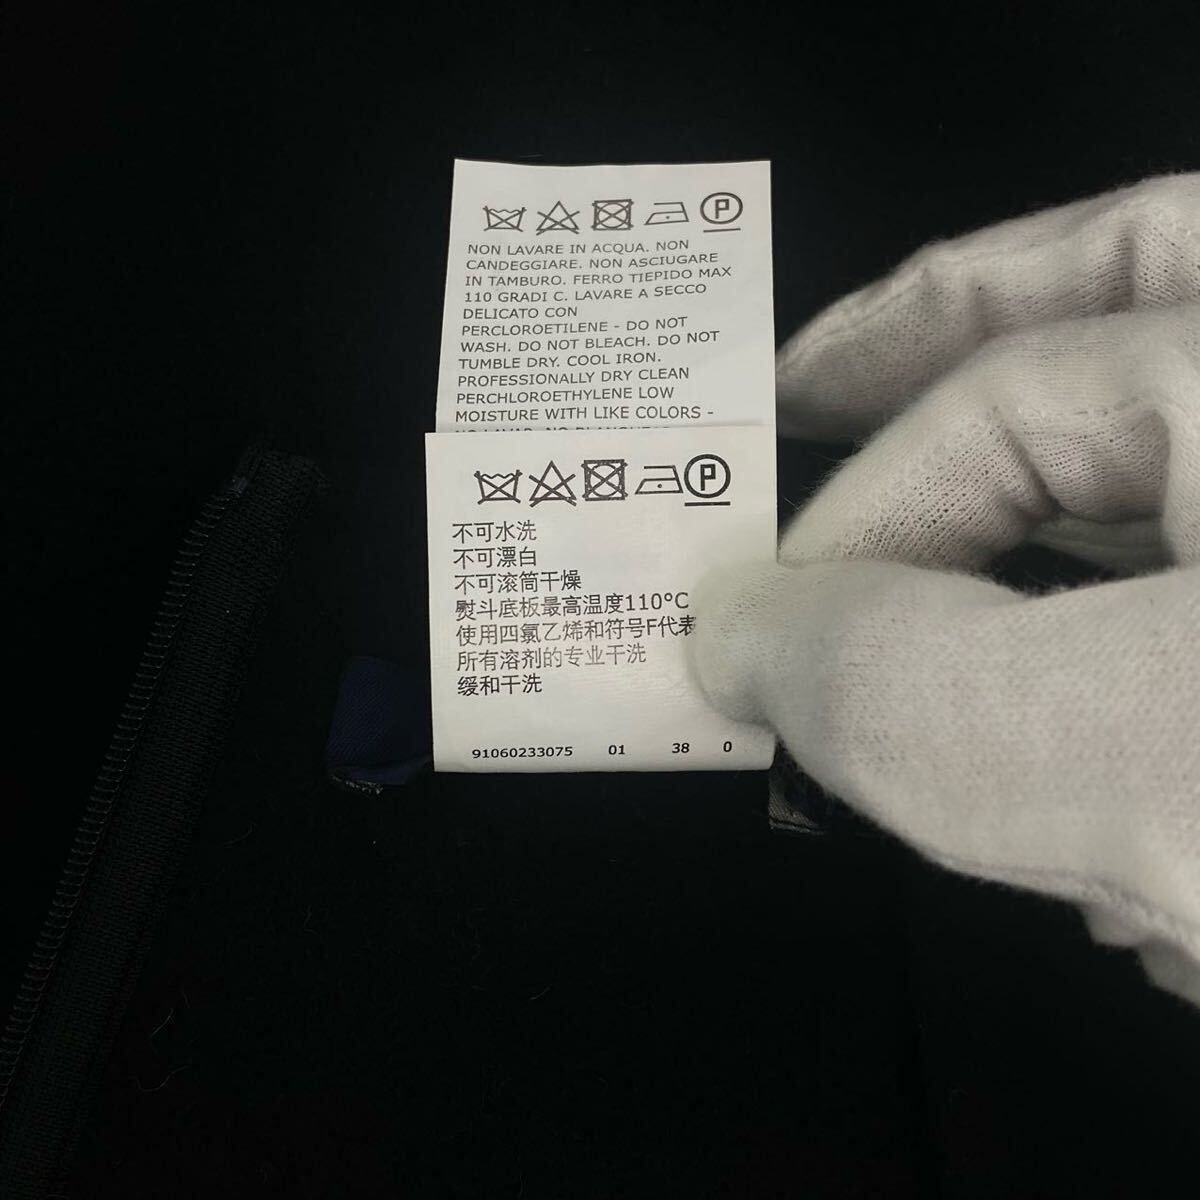 P
NON LAVARE IN ACQUA. NON
CANDEGGIARE. NON ASCIUGARE
IN TAMBURO. FERRO TIEPIDO MAX
110 GRADI C. LAVARE A SECCO
DELICATO CON
PERCLOROETILENE - DO NOT
WASH. DO NOT BLEACH. DO NOT
TUMBLE DRY. COOL IRON.
PROFESSIONALLY DRY CLEAN
PERCHLOROETHYLENE LOW
MOISTURE WITH LIKE COLORS -
P
不可水洗
不可漂白
不可滚筒干燥
熨斗底板最高温度110°C
使用四氯乙烯和符号F代表
所有溶剂的专业干洗
缓和干洗
91060233075 01 38 0